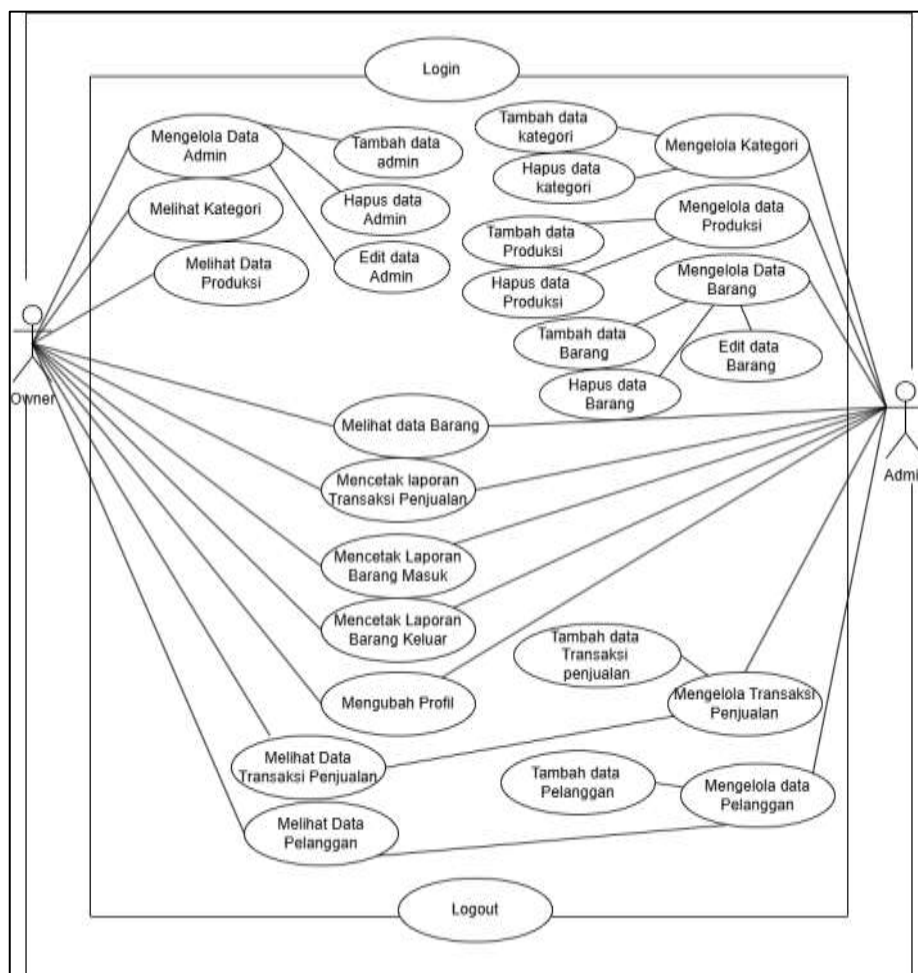 Login
Mengelola Data
Admin
Tambah data
admin
Hapus data
Admin
Edit data
Admin
Melihat Kategori
Melihat Data
Produksi
Tambah data
kategori
Hapus data
kategori
Mengelola Kategori
Tambah data
Produksi
Hapus data
Produksi
Mengelola data
Produksi
Mengelola Data
Barang
Tambah data
Barang
Hapus data
Barang
Edit data
Barang
Owner
Admi
Melihat data Barang
Mencetak laporan
Transaksi Penjualan
Mencetak Laporan
Barang Masuk
Mencetak Laporan
Barang Keluar
Mengubah Profil
Tambah data
Transaksi
penjualan
Mengelola Transaksi
Penjualan
Melihat Data
Transaksi Penjualan
Tambah data
Pelanggan
Mengelola data
Pelanggan
Melihat Data
Pelanggan
Logout